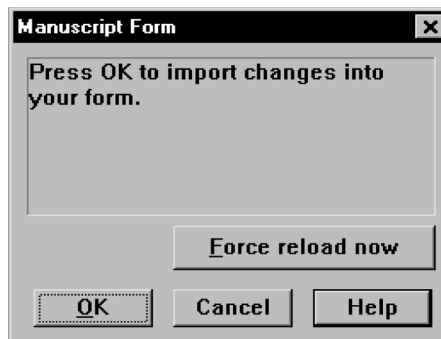 Manuscript Form
Press OK to import changes into
your form.
Force reload now
OK
Cancel
Help